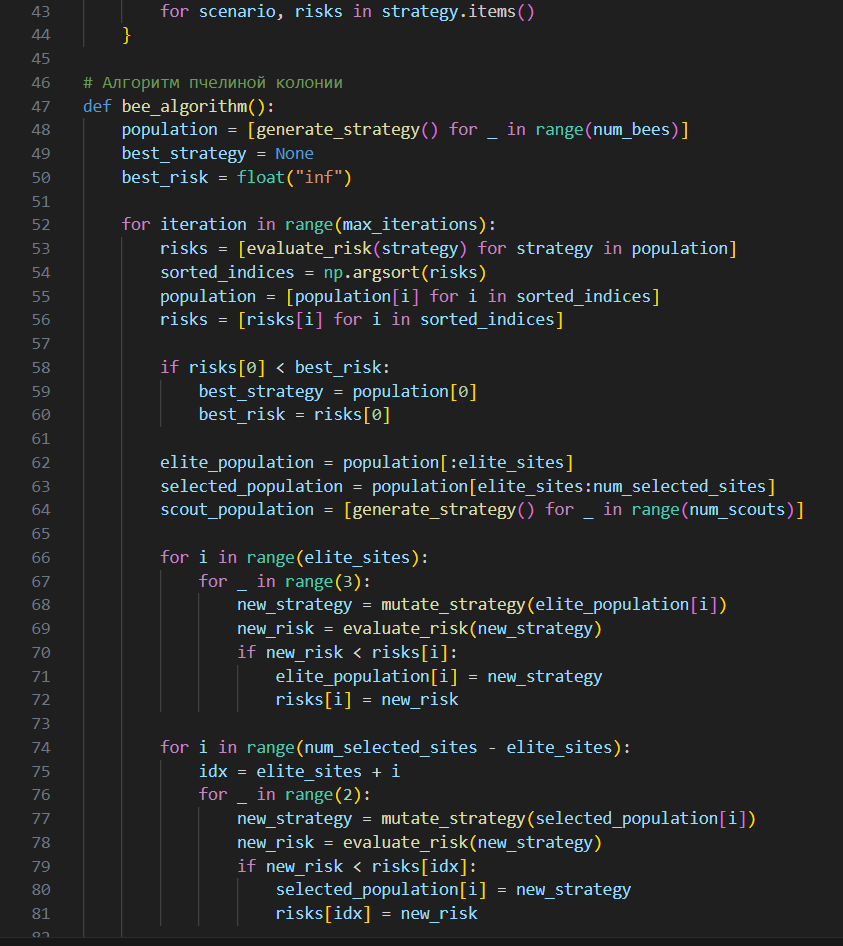 43 for scenario, risks in strategy.items()
44 }
45
46 # Алгоритм пчелиной колонии
47 def bee_algorithm():
48 population = [generate_strategy() for _ in range(num_bees)]
49 best_strategy = None
50 best_risk = float("inf")
51
52 for iteration in range(max_iterations):
53 risks = [evaluate_risk(strategy) for strategy in population]
54 sorted_indices = np.argsort(risks)
55 population = [population[i] for i in sorted_indices]
56 risks = [risks[i] for i in sorted_indices]
57
58 if risks[0] < best_risk:
59 best_strategy = population[0]
60 best_risk = risks[0]
61
62 elite_population = population[:elite_sites]
63 selected_population = population[elite_sites:num_selected_sites]
64 scout_population = [generate_strategy() for _ in range(num_scouts)]
65
66 for i in range(elite_sites):
67 for _ in range(3):
68 new_strategy = mutate_strategy(elite_population[i])
69 new_risk = evaluate_risk(new_strategy)
70 if new_risk < risks[i]:
71 elite_population[i] = new_strategy
72 risks[i] = new_risk
73
74 for i in range(num_selected_sites - elite_sites):
75 idx = elite_sites + i
76 for _ in range(2):
77 new_strategy = mutate_strategy(selected_population[i])
78 new_risk = evaluate_risk(new_strategy)
79 if new_risk < risks[idx]:
80 selected_population[i] = new_strategy
81 risks[idx] = new_risk
82